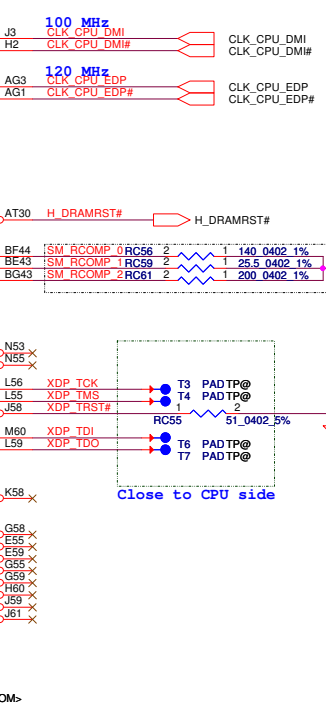 100 MHz
J3 CLK_CPU_DMI CLK_CPU_DMI
H2 CLK_CPU_DMI# CLK_CPU_DMI#
120 MHz
AG3 CLK_CPU_EDP CLK_CPU_EDP
AG1 CLK_CPU_EDP# CLK_CPU_EDP#
AT30 H_DRAMRST# H_DRAMRST#
BF44 SM_RCOMP_0 RC56 2 1 140_0402_1%
BE43 SM_RCOMP_1 RC59 2 1 25.5_0402_1%
BG43 SM_RCOMP_2 RC61 2 1 200_0402_1%
N53
N55
L56 XDP_TCK T3 PAD TP@
L55 XDP_TMS T4 PAD TP@
J58 XDP_TRST# 1 2
RC55 51_0402_5%
M60 XDP_TDI T6 PAD TP@
L59 XDP_TDO T7 PAD TP@
K58
Close to CPU side
G58
E55
E59
G55
G59
H60
J59
J61
OM>